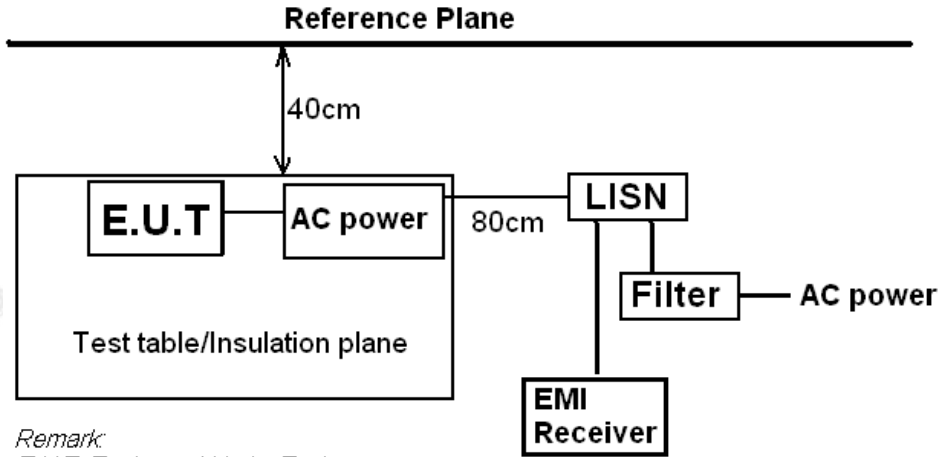 Reference Plane
40cm
E.U.T
AC power
80cm
LISN
Filter
AC power
Test table/Insulation plane
EMI
Receiver
Remark: